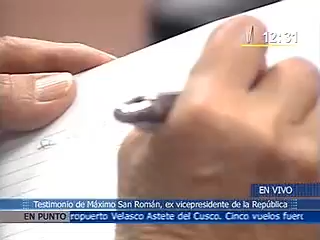 12:31
EN VIVO
Testimonio de Máximo San Román, ex vicepresidente de la República
EN PUNTO ropuerto Velasco Astete del Cusco. Cinco vuelos fuer